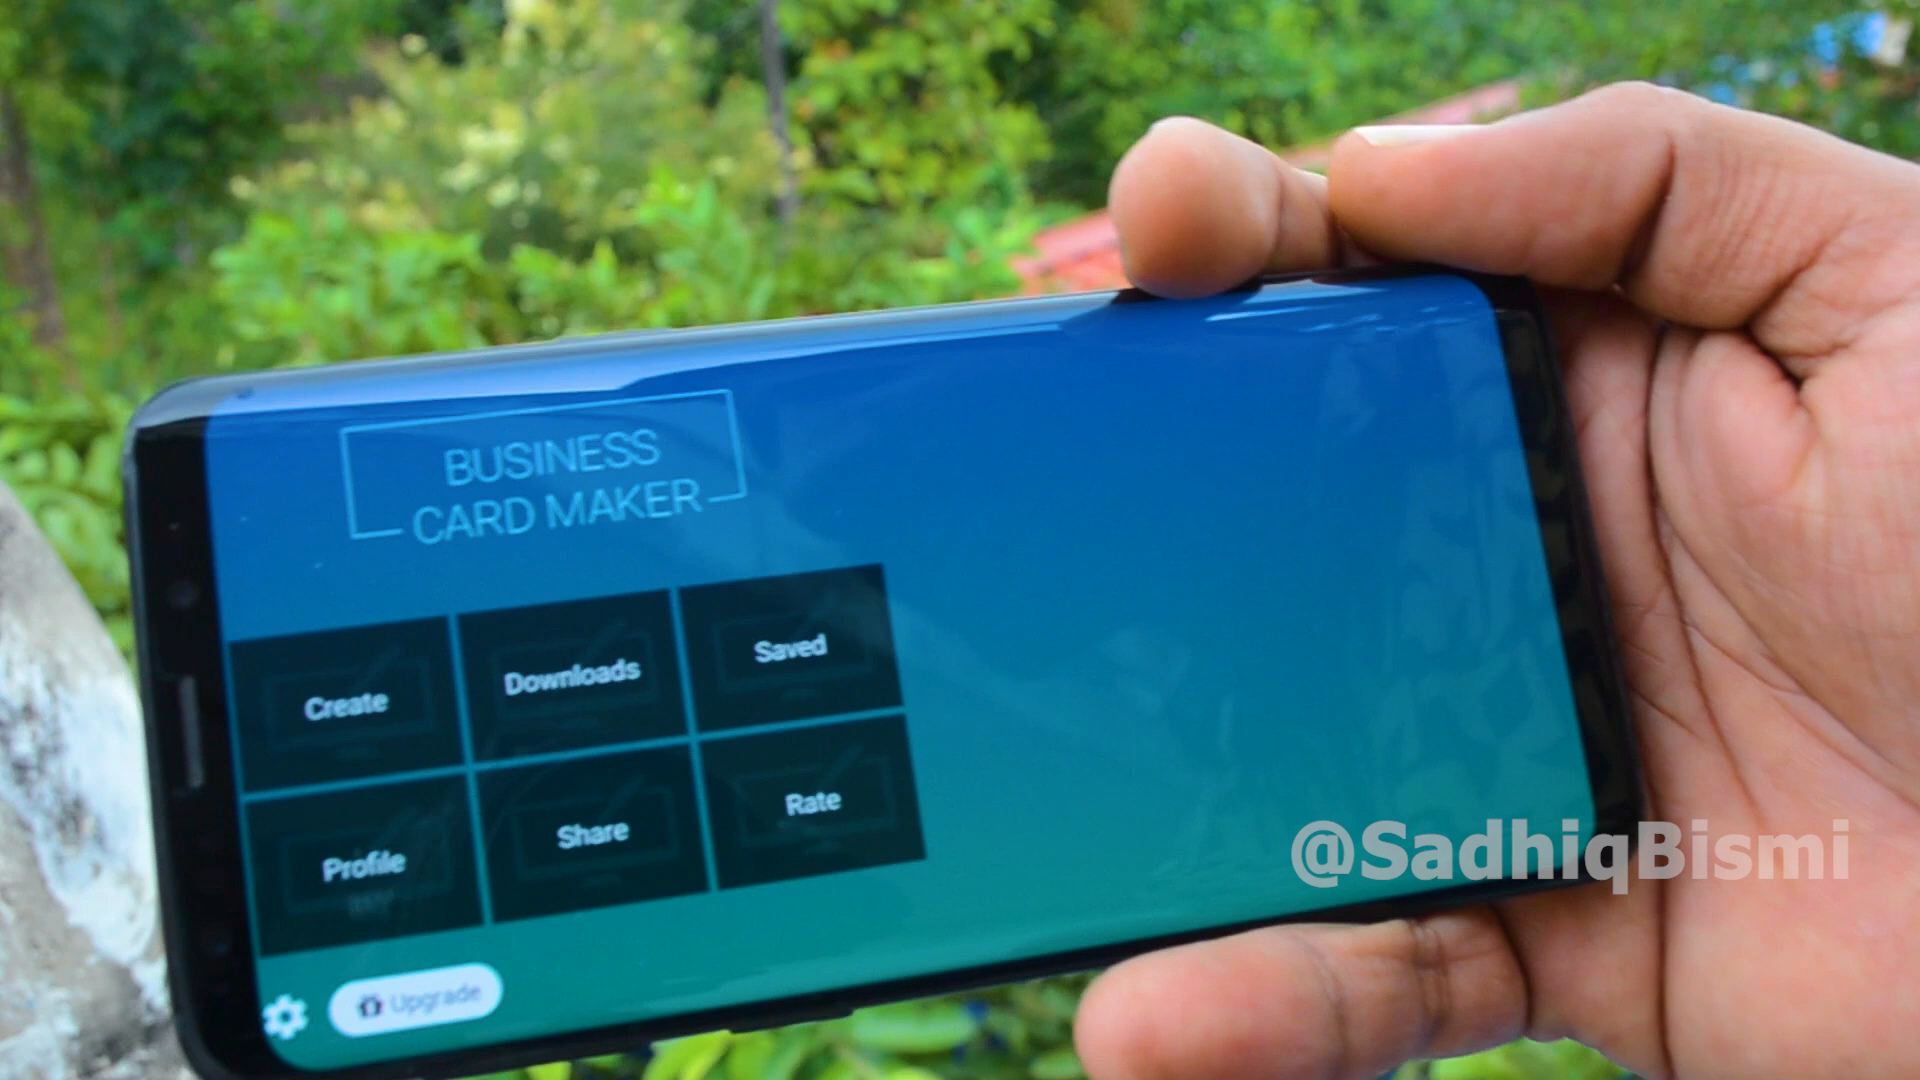 BUSINESS
CARD MAKER
Create
Downloads
Saved
Profile
Share
Rate
Upgrade
@SadhiqBismi